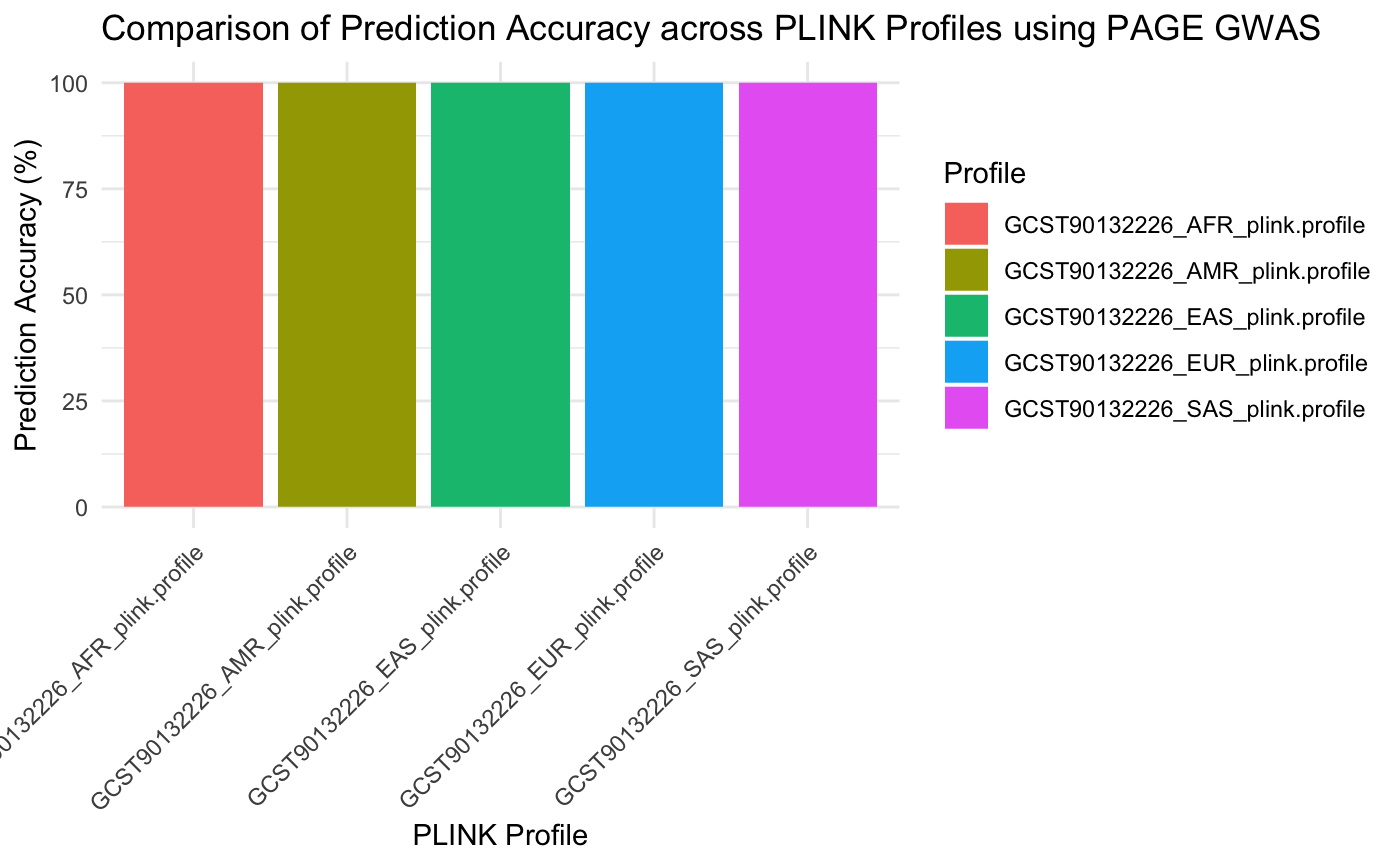 Comparison of Prediction Accuracy across PLINK Profiles using PAGE GWAS
Prediction Accuracy (%)
100
75
50
25
0
90132226_AFR_plink.profile
GCST90132226_AMR_plink.profile
GCST90132226_EAS_plink.profile
GCST90132226_EUR_plink.profile
GCST90132226_SAS_plink.profile
PLINK Profile
Profile
GCST90132226_AFR_plink.profile
GCST90132226_AMR_plink.profile
GCST90132226_EAS_plink.profile
GCST90132226_EUR_plink.profile
GCST90132226_SAS_plink.profile